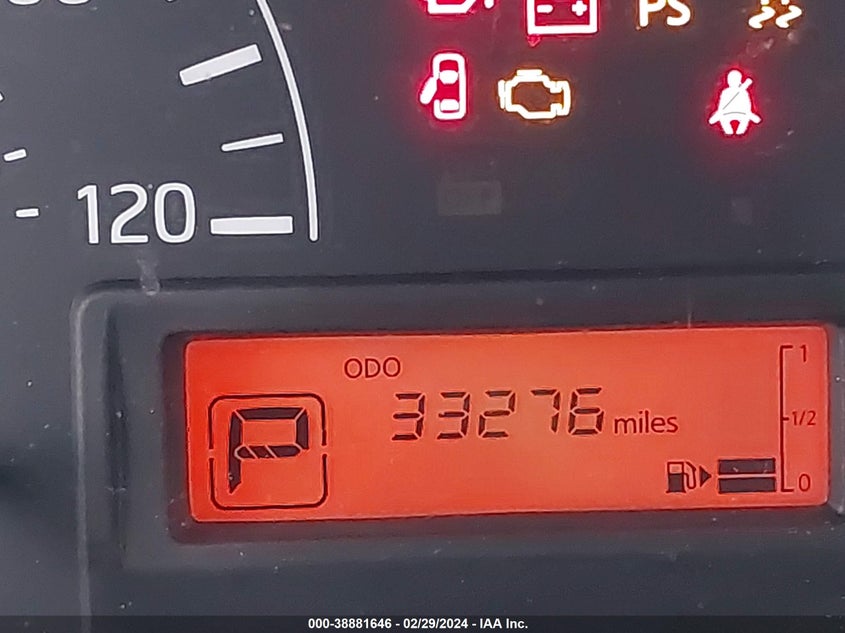 PS
120
ODO
33276 miles
P
1
1/2
0
000-38881646 - 02/29/2024 - IAA Inc.